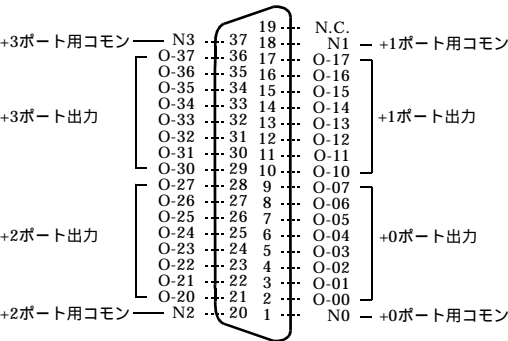 19 N.C.
+3ポート用コモン N3 37 18 N1 +1ポート用コモン
O-37 36 17 O-17
O-36 35 16 O-16
O-35 34 15 O-15
O-34 33 14 O-14
+3ポート出力 O-33 32 13 O-13 +1ポート出力
O-32 31 12 O-12
O-31 30 11 O-11
O-30 29 10 O-10
O-27 28 9 O-07
O-26 27 8 O-06
O-25 26 7 O-05
+2ポート出力 O-24 25 6 O-04 +0ポート出力
O-23 24 5 O-03
O-22 23 4 O-02
O-21 22 3 O-01
O-20 21 2 O-00
+2ポート用コモン N2 20 1 N0 +0ポート用コモン